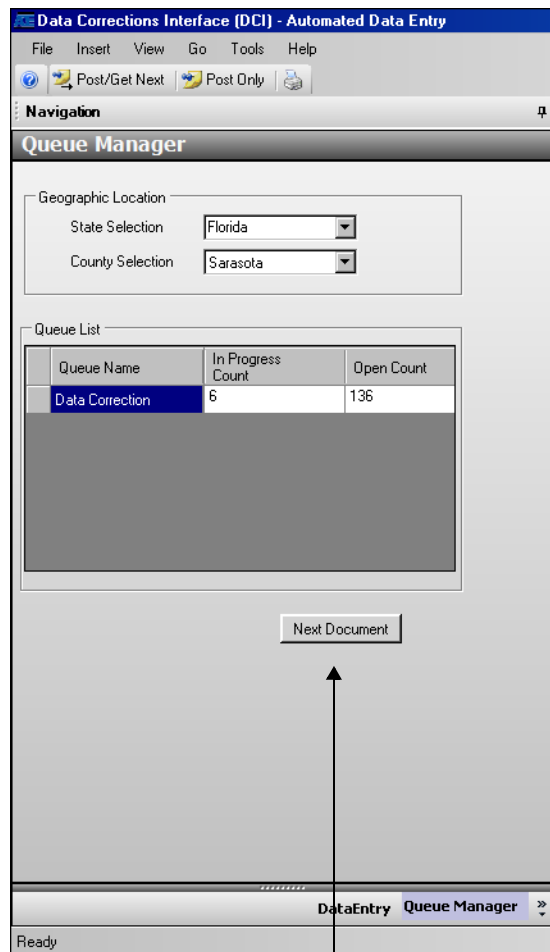 Data Corrections Interface (DCI) - Automated Data Entry
File Insert View Go Tools Help
Post/Get Next Post Only
Navigation
Queue Manager
Geographic Location
State Selection Florida
County Selection Sarasota
Queue List
Queue Name In Progress Count Open Count
Data Correction 6 136
Next Document
DataEntry Queue Manager
Ready